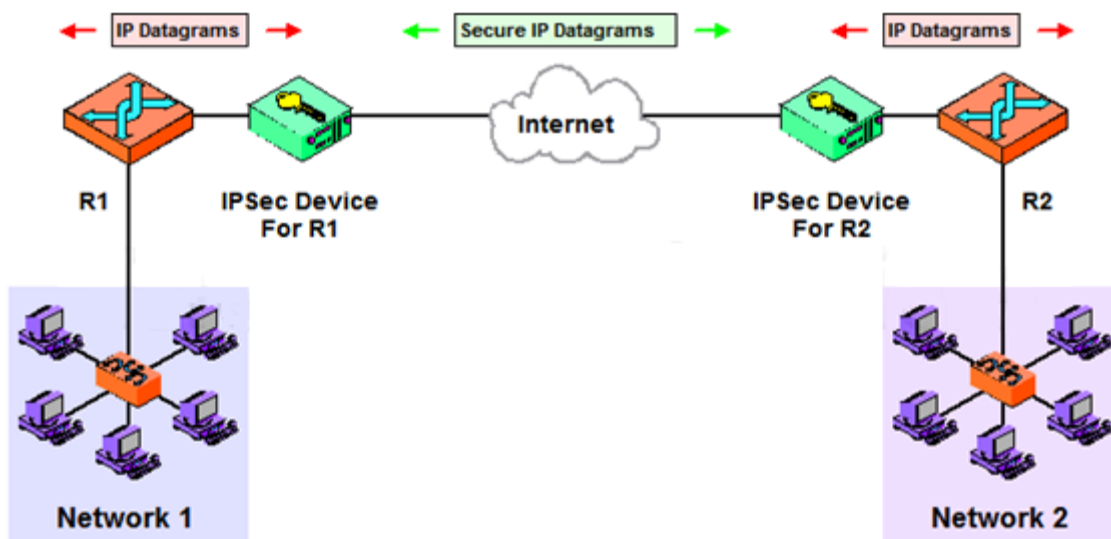 IP Datagrams
Secure IP Datagrams
IP Datagrams
Internet
R1
IPSec Device
For R1
IPSec Device
For R2
R2
Network 1
Network 2